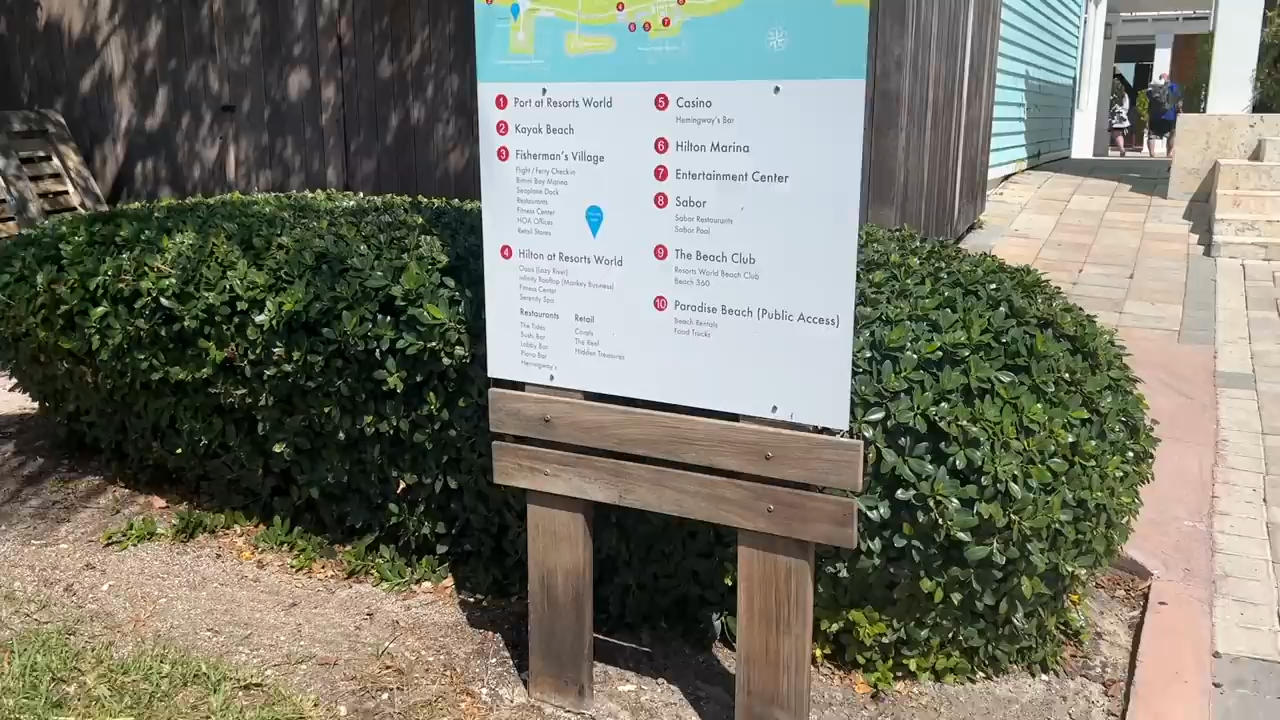 1 Port at Resorts World
2 Kayak Beach
3 Fisherman's Village
Flight / Ferry Check-in
Bimini Bay Marina
Seaplane Dock
Restaurants
Fitness Center
HOA Offices
Retail Stores
4 Hilton at Resorts World
Oasis (Lazy River)
Infinity Rooftop (Monkey Business)
Fitness Center
Serenity Spa
Restaurants
The Tides
Sushi Bar
Lobby Bar
Piano Bar
Hemingway's
Retail
Corals
The Reef
Hidden Treasures
5 Casino
Hemingway's Bar
6 Hilton Marina
7 Entertainment Center
8 Sabor
Sabor Restaurants
Sabor Pool
9 The Beach Club
Resorts World Beach Club
Beach 360
10 Paradise Beach (Public Access)
Beach Rentals
Food Trucks